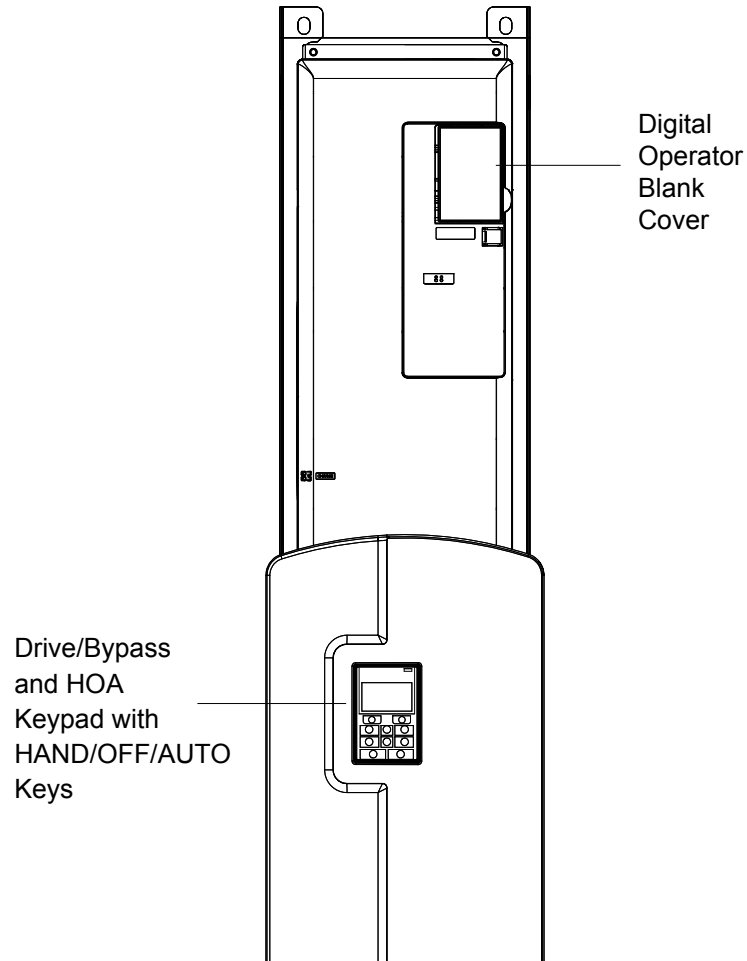 Digital
Operator
Blank
Cover
Drive/Bypass
and HOA
Keypad with
HAND/OFF/AUTO
Keys